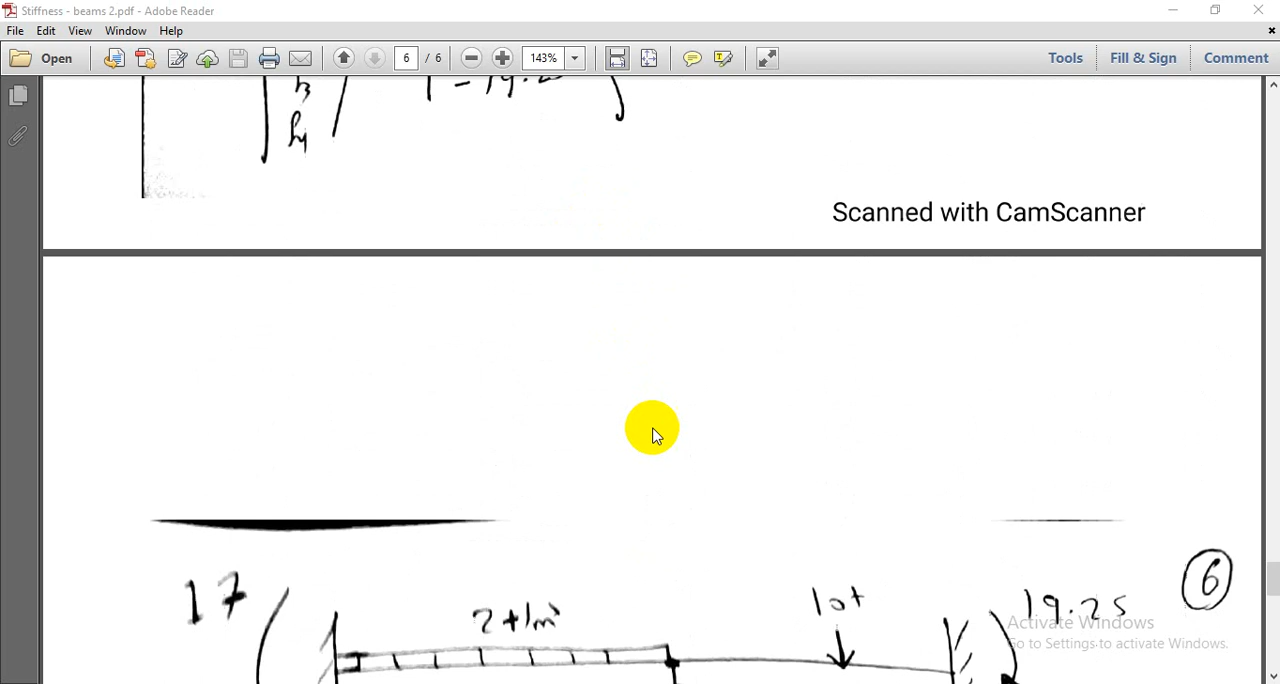 Stiffness - beams 2.pdf - Adobe Reader
File Edit View Window Help
Open 6 / 6 143% Tools Fill & Sign Comment
Scanned with CamScanner
6
17 2t/m' 10t 19.25
Activate Windows
Go to Settings to activate Windows.